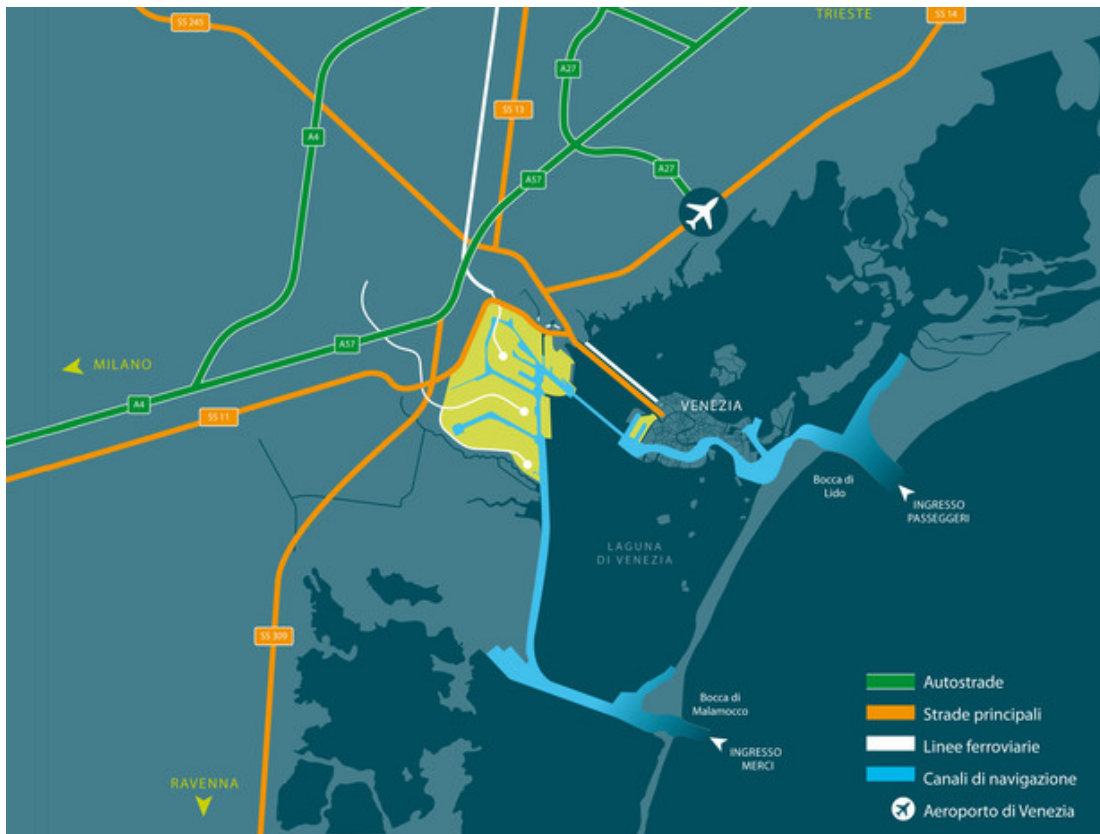 TRIESTE
SS 245
SS 14
A27
SS 13
A4
A27
A57
A57
MILANO
A4
SS 11
VENEZIA
Bocca di
Lido
INGRESSO
PASSEGGERI
LAGUNA
DI VENEZIA
SS 309
Bocca di
Malamocco
INGRESSO
MERCI
RAVENNA
Autostrade
Strade principali
Linee ferroviarie
Canali di navigazione
Aeroporto di Venezia